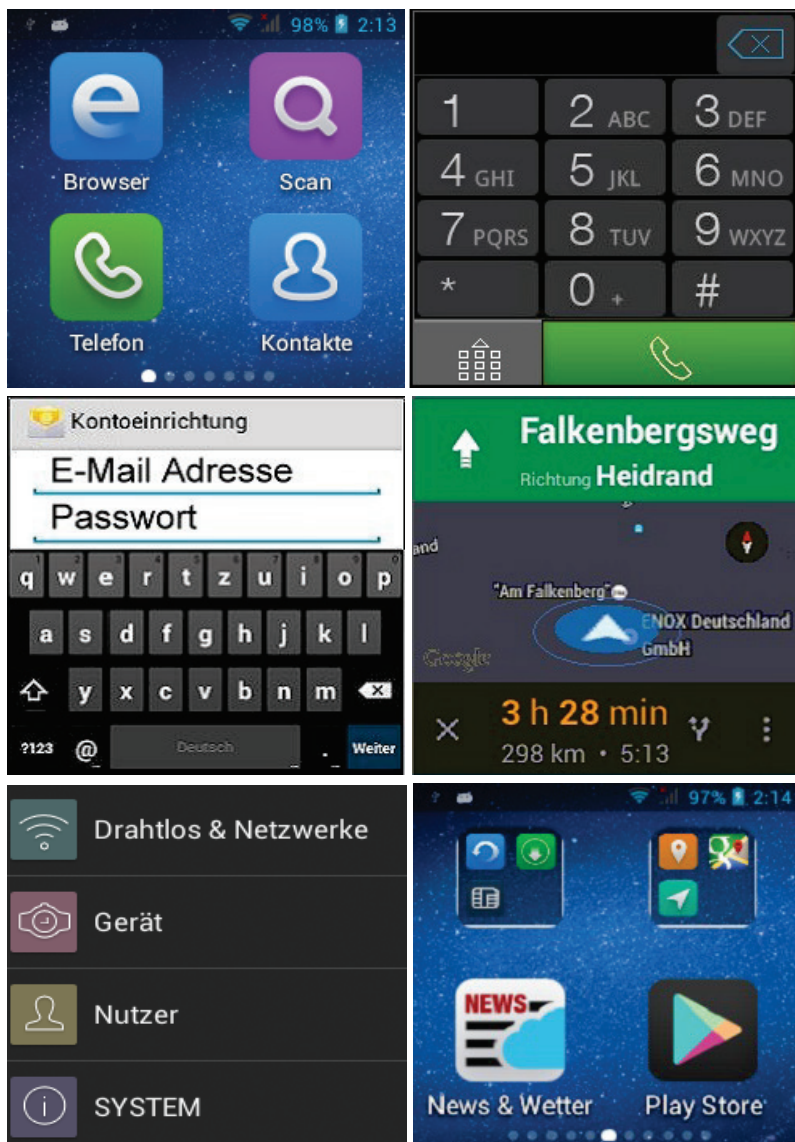 98% 2:13
Browser
Scan
Telefon
Kontakte
1
2 ABC
3 DEF
4 GHI
5 JKL
6 MNO
7 PQRS
8 TUV
9 WXYZ
*
0 +
#
Kontoeinrichtung
E-Mail Adresse
Passwort
q w e r t z u i o p
a s d f g h j k l
y x c v b n m
?123 @ Deutsch . Weiter
Falkenbergsweg
Richtung Heidrand
and
"Am Falkenberg"
ENOX Deutschland
GmbH
Google
3 h 28 min
298 km • 5:13
Drahtlos & Netzwerke
Gerät
Nutzer
SYSTEM
97% 2:14
NEWS
News & Wetter
Play Store